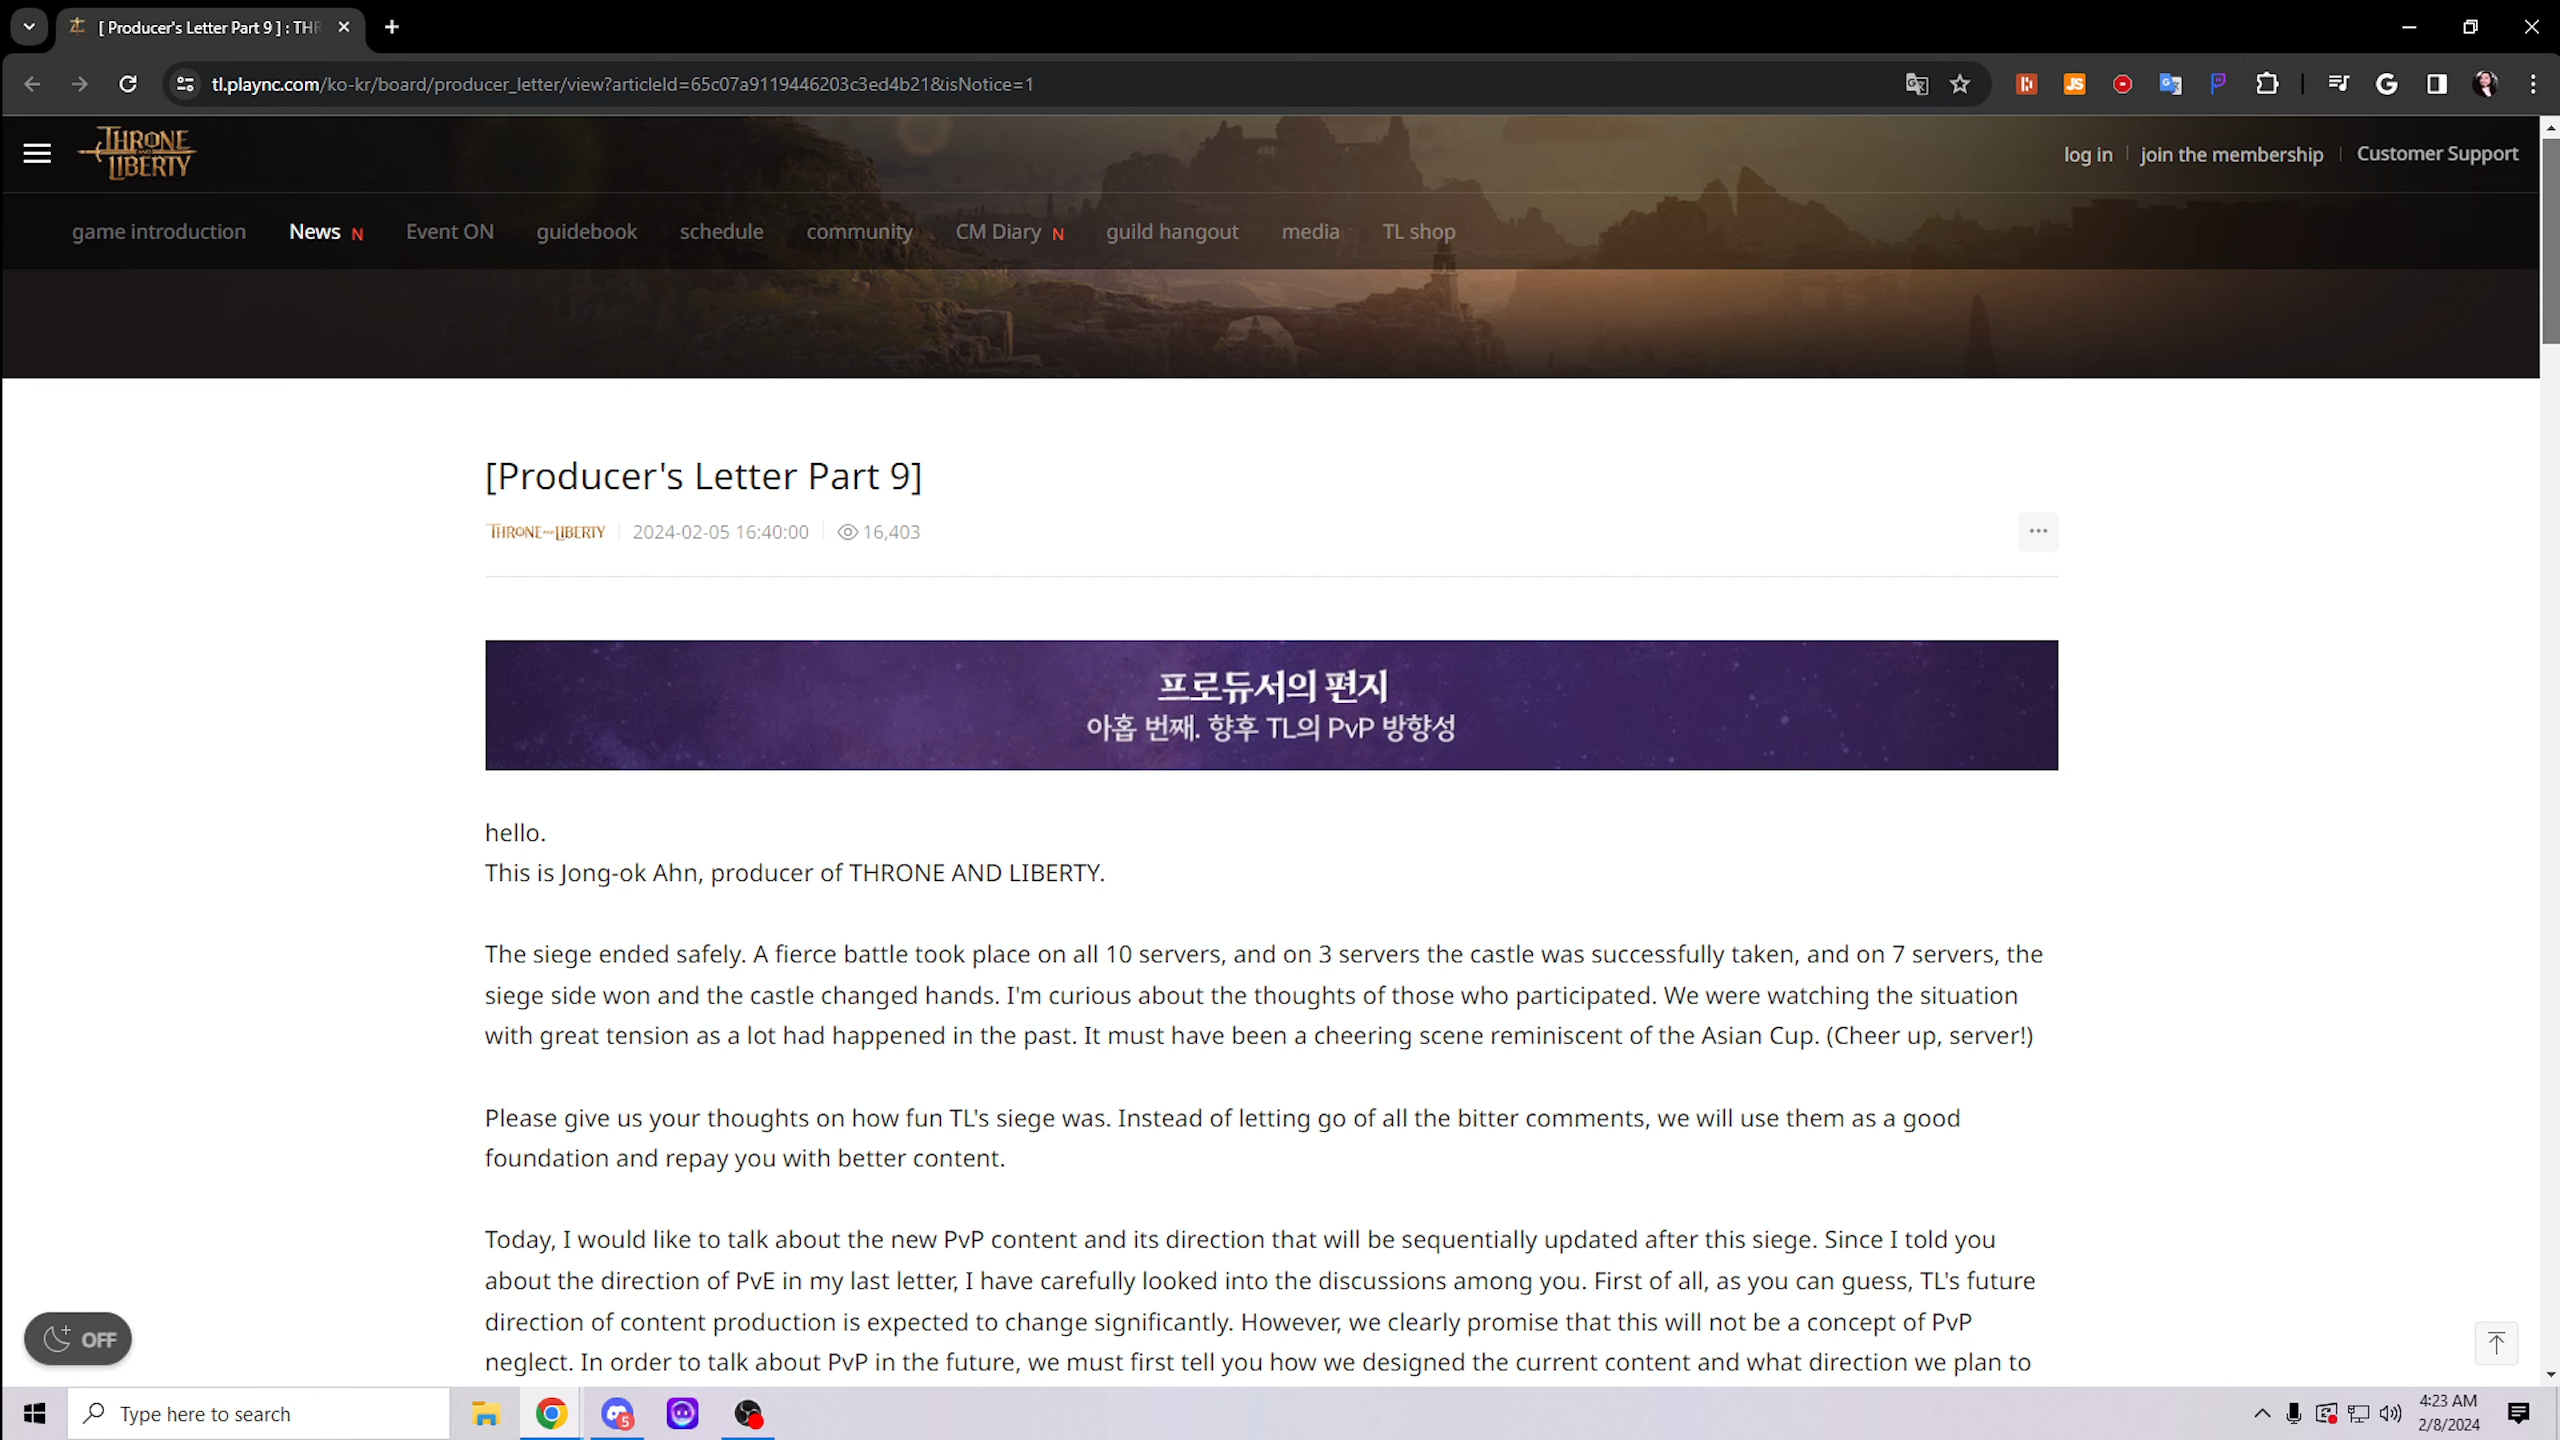 [ Producer's Letter Part 9 ] : THR
tl.plaync.com/ko-kr/board/producer_letter/view?articleId=65c07a9119446203c3ed4b21&isNotice=1
THRONE AND LIBERTY
log in
join the membership
Customer Support
game introduction
News N
Event ON
guidebook
schedule
community
CM Diary N
guild hangout
media
TL shop
[Producer's Letter Part 9]
THRONE AND LIBERTY
2024-02-05 16:40:00
16,403
프로듀서의 편지
아홉 번째. 향후 TL의 PvP 방향성
hello.
This is Jong-ok Ahn, producer of THRONE AND LIBERTY.
The siege ended safely. A fierce battle took place on all 10 servers, and on 3 servers the castle was successfully taken, and on 7 servers, the
siege side won and the castle changed hands. I'm curious about the thoughts of those who participated. We were watching the situation
with great tension as a lot had happened in the past. It must have been a cheering scene reminiscent of the Asian Cup. (Cheer up, server!)
Please give us your thoughts on how fun TL's siege was. Instead of letting go of all the bitter comments, we will use them as a good
foundation and repay you with better content.
Today, I would like to talk about the new PvP content and its direction that will be sequentially updated after this siege. Since I told you
about the direction of PvE in my last letter, I have carefully looked into the discussions among you. First of all, as you can guess, TL's future
direction of content production is expected to change significantly. However, we clearly promise that this will not be a concept of PvP
neglect. In order to talk about PvP in the future, we must first tell you how we designed the current content and what direction we plan to
OFF
Type here to search
5
4:23 AM
2/8/2024